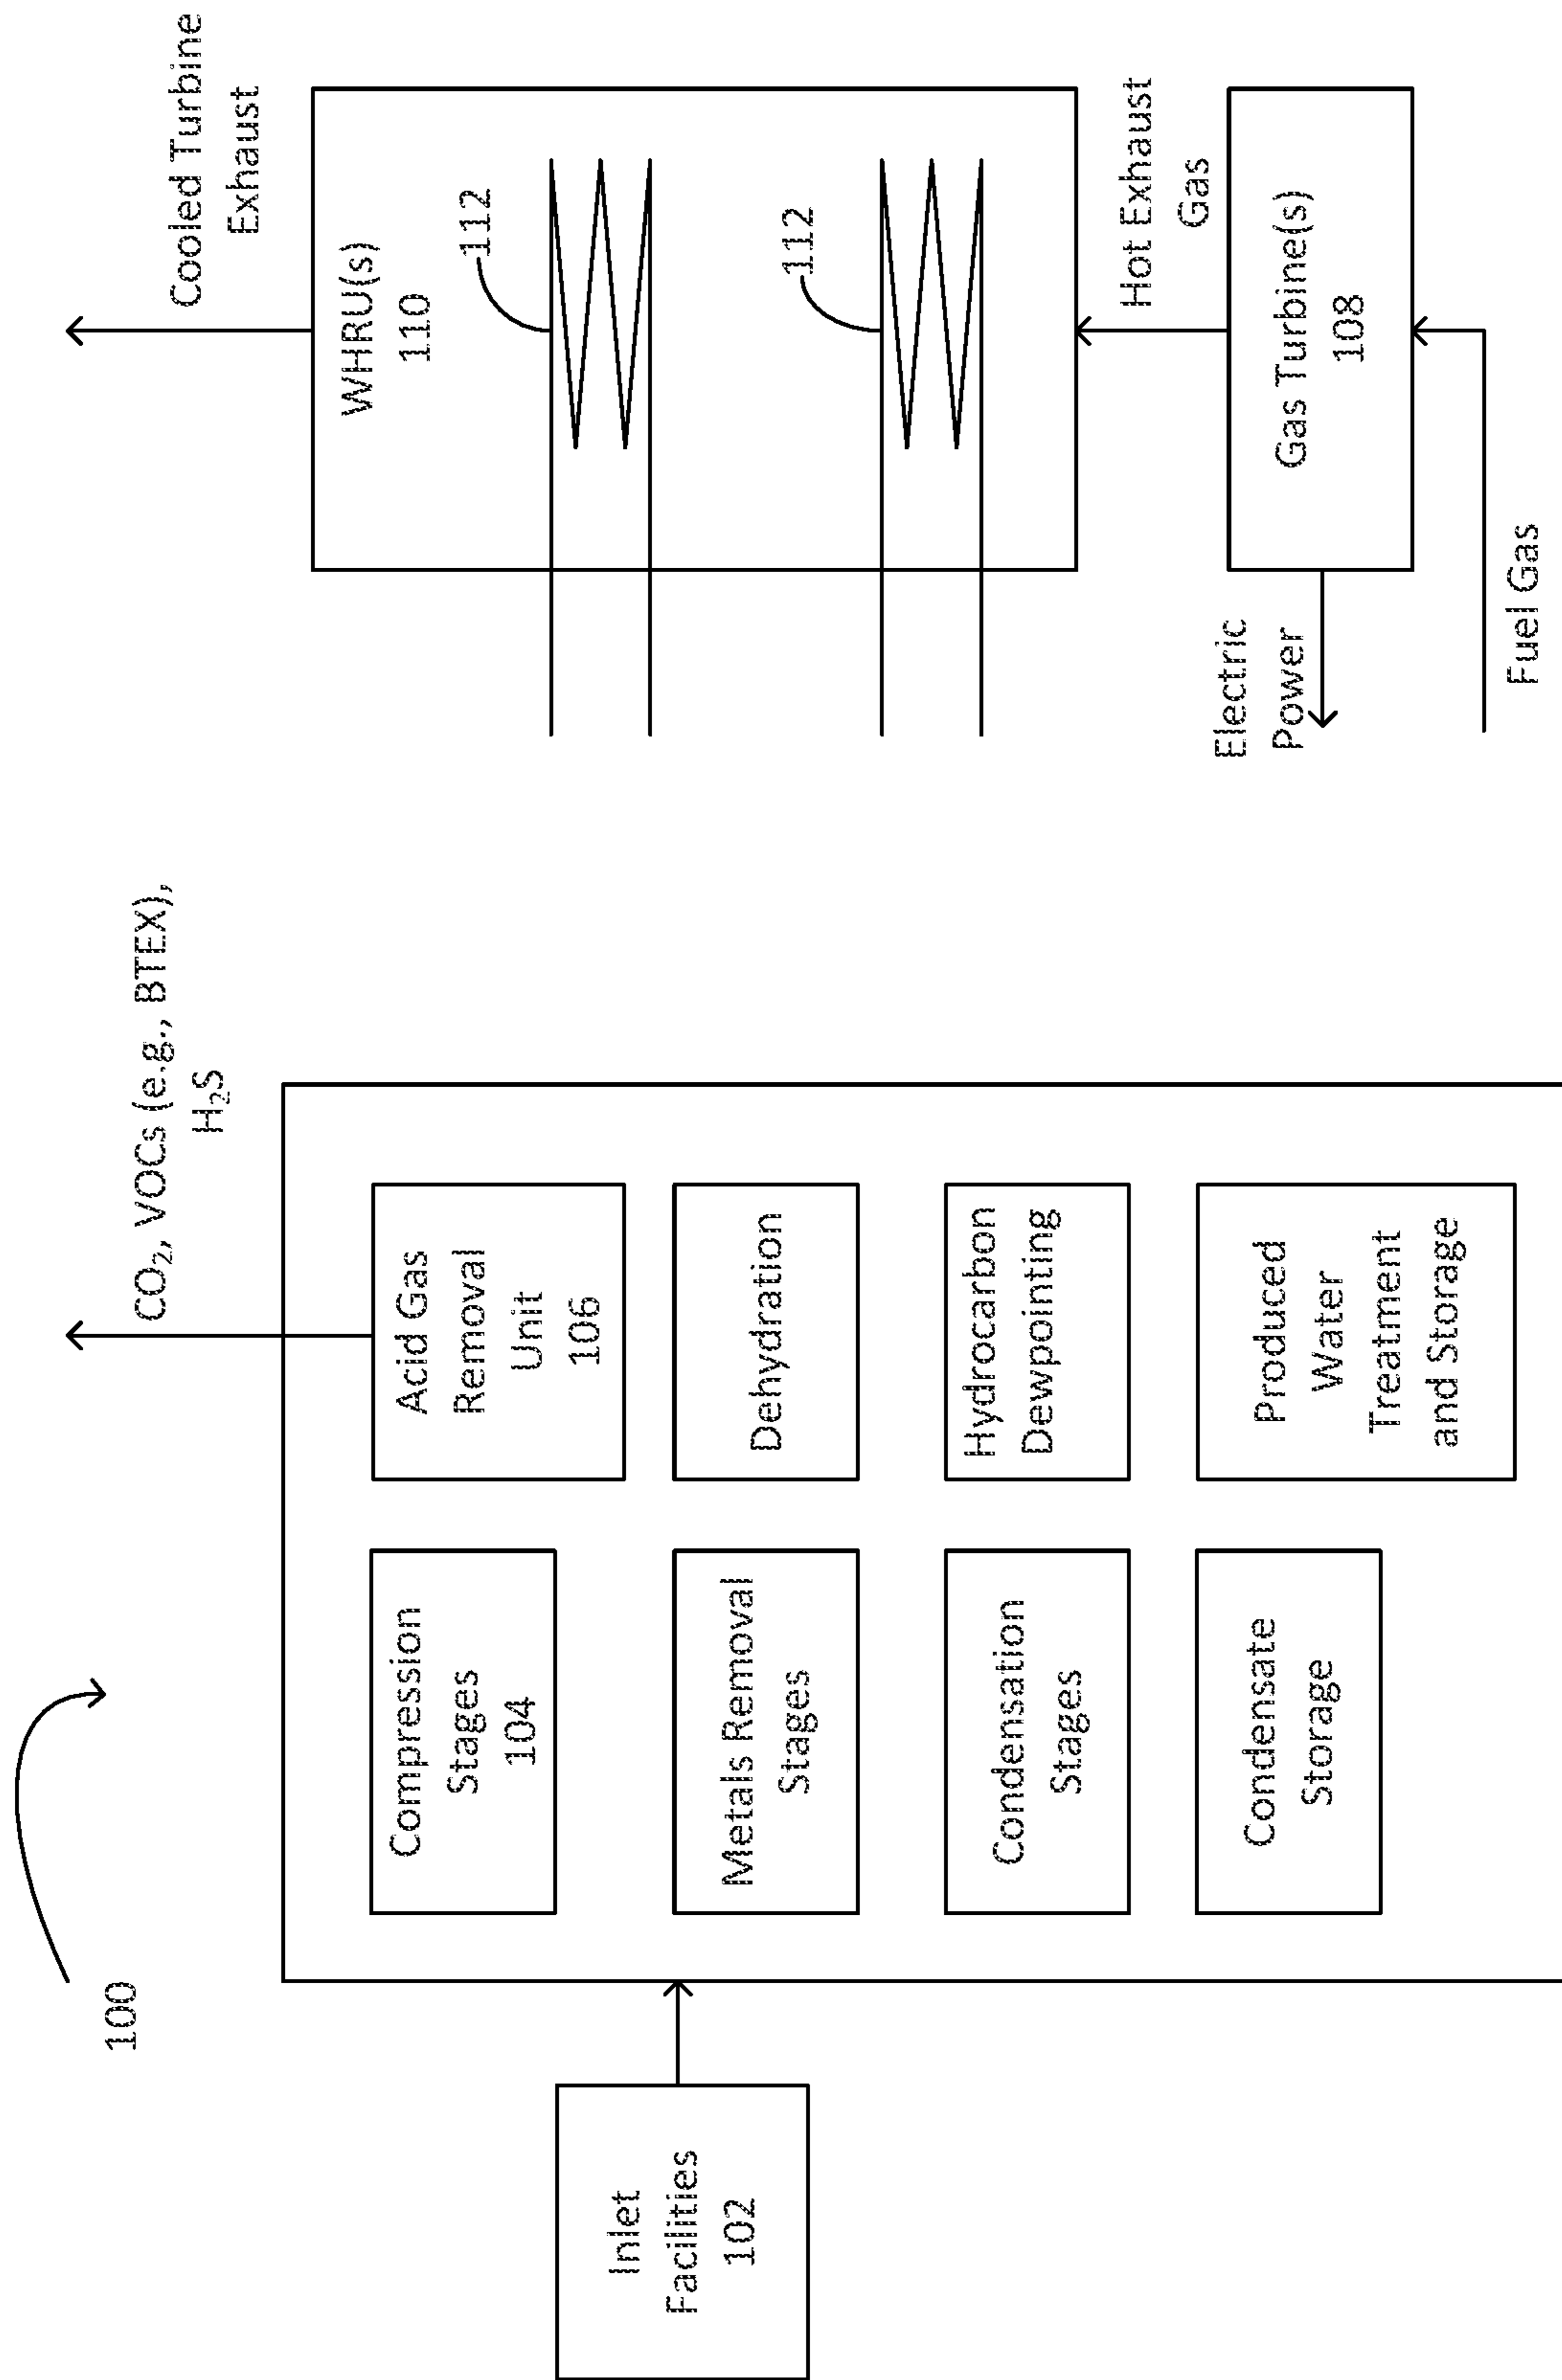 100
Inlet
Facilities
102
Compression
Stages
104
Metals Removal
Stages
Condensation
Stages
Condensate
Storage
CO₂, VOCs (e.g., BTEX),
H₂S
Acid Gas
Removal
Unit
106
Dehydration
Hydrocarbon
Dewpointing
Produced
Water
Treatment
and Storage
Cooled Turbine
Exhaust
WHRU(s)
110
112
112
Hot Exhaust
Gas
Electric
Power
Gas Turbine(s)
108
Fuel Gas